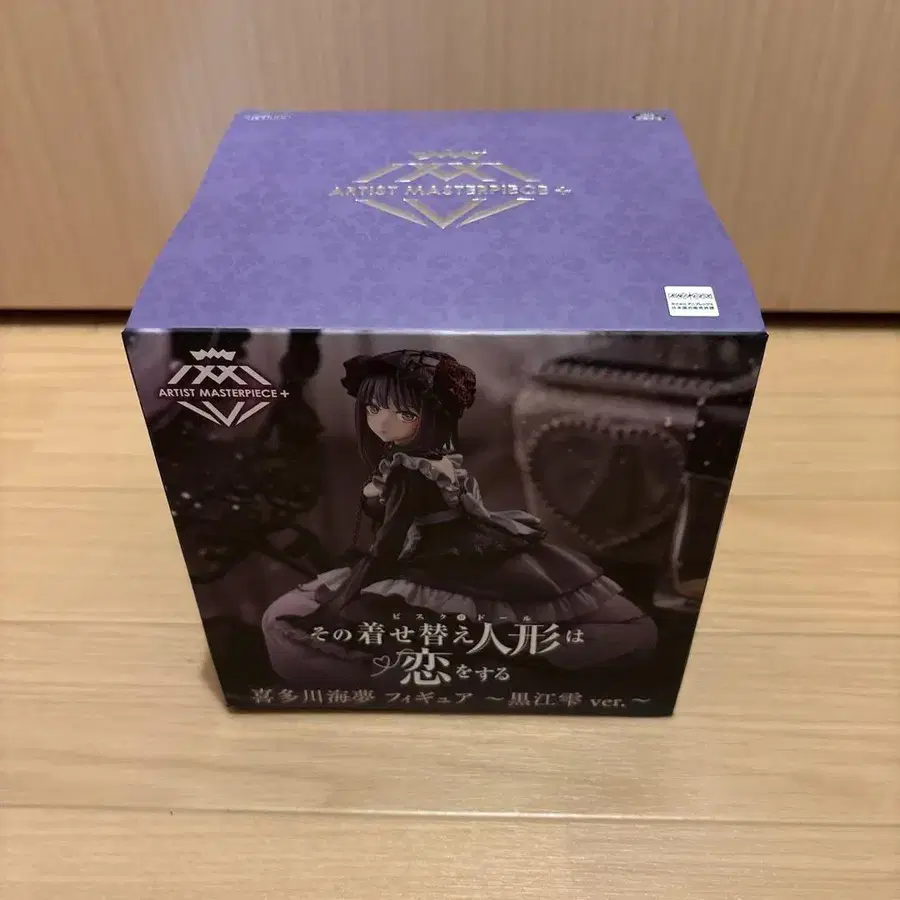 ARTIST MASTERPIECE +
ARTIST MASTERPIECE +
ビスク・ドール
その着せ替え人形は
恋をする
喜多川海夢 フィギュア ～黒江雫 ver.～